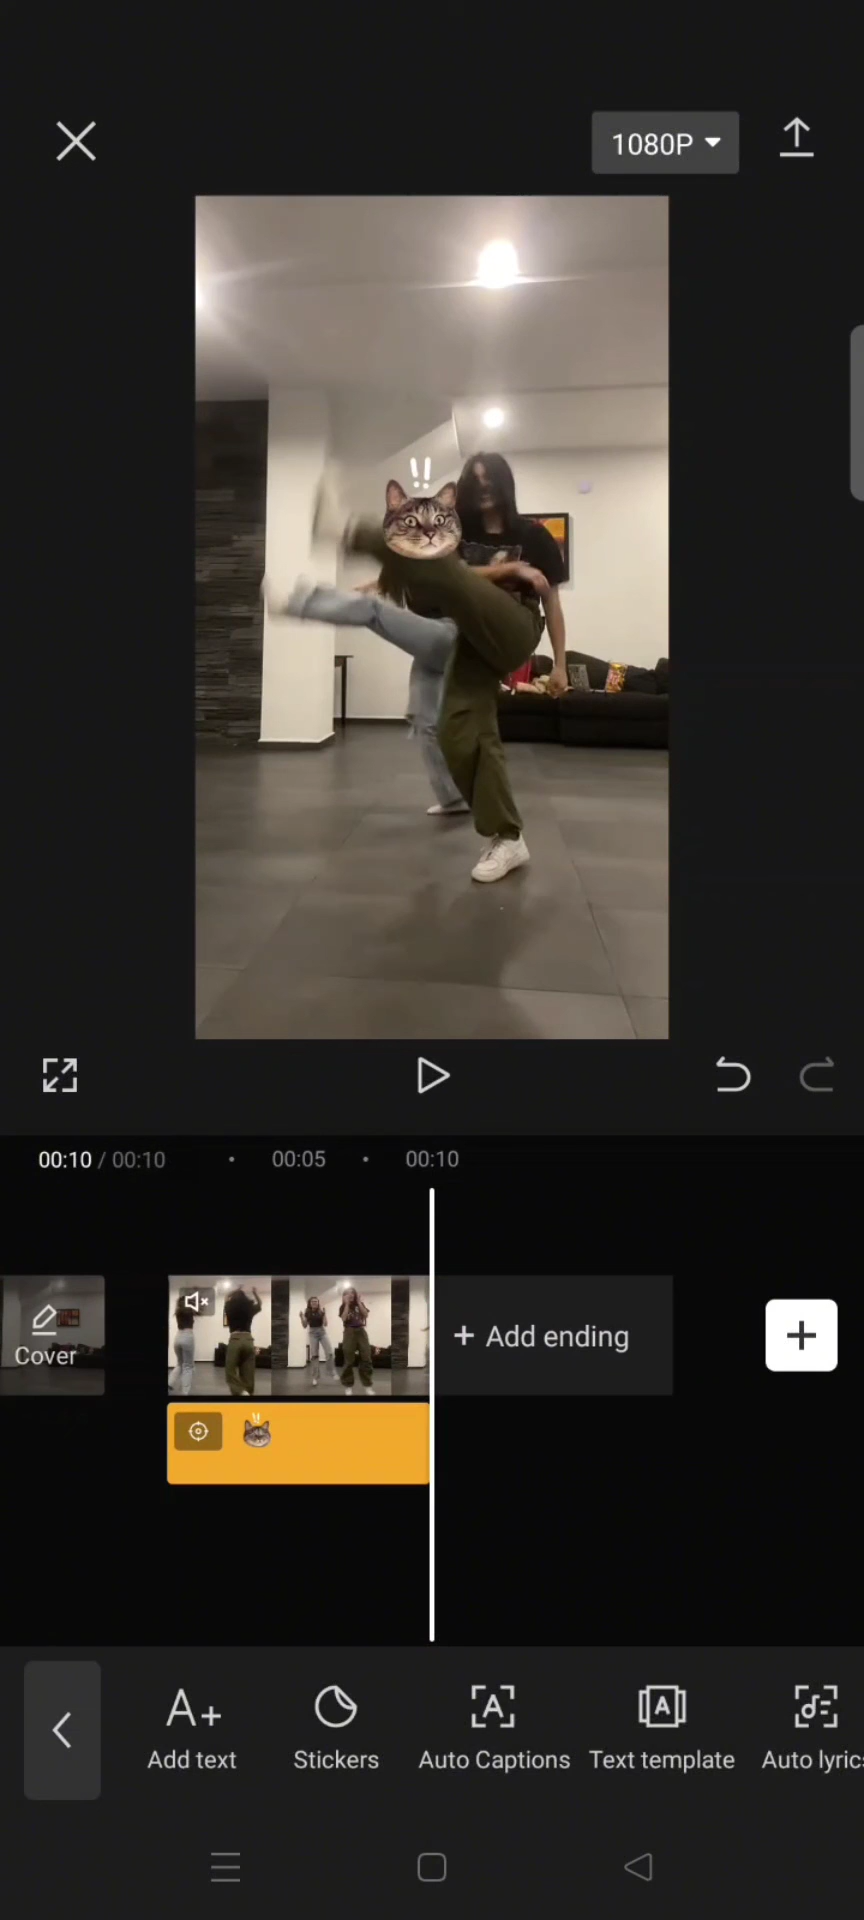 1080P
!!
00:10 / 00:10
00:05
00:10
Cover
+ Add ending
A+
A
A
Add text
Stickers
Auto Captions
Text template
Auto lyric